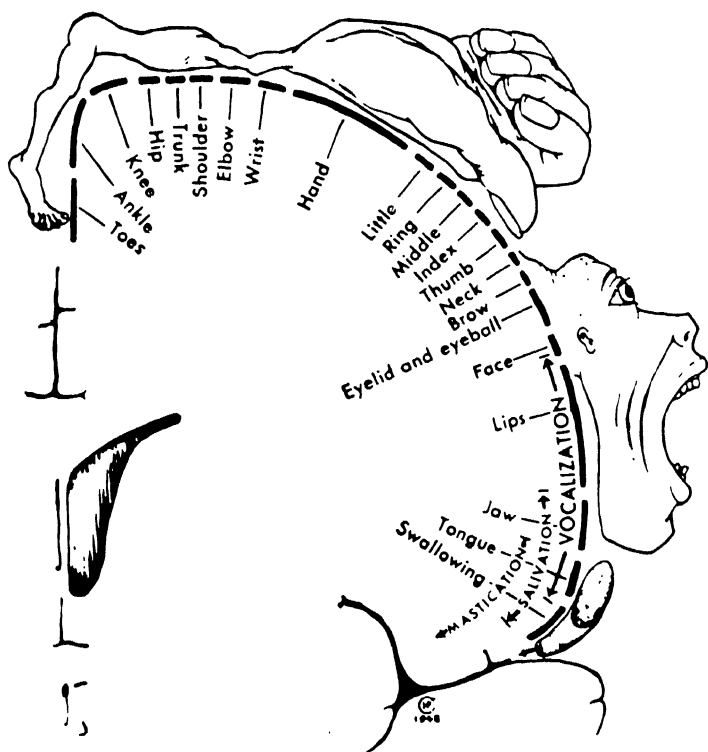 Toes
Ankle
Knee
Hip
Trunk
Shoulder
Elbow
Wrist
Hand
Little
Ring
Middle
Index
Thumb
Neck
Brow
Eyelid and eyeball
Face
Lips
Jaw
Tongue
Swallowing
VOCALIZATION
SALIVATION
MASTICATION